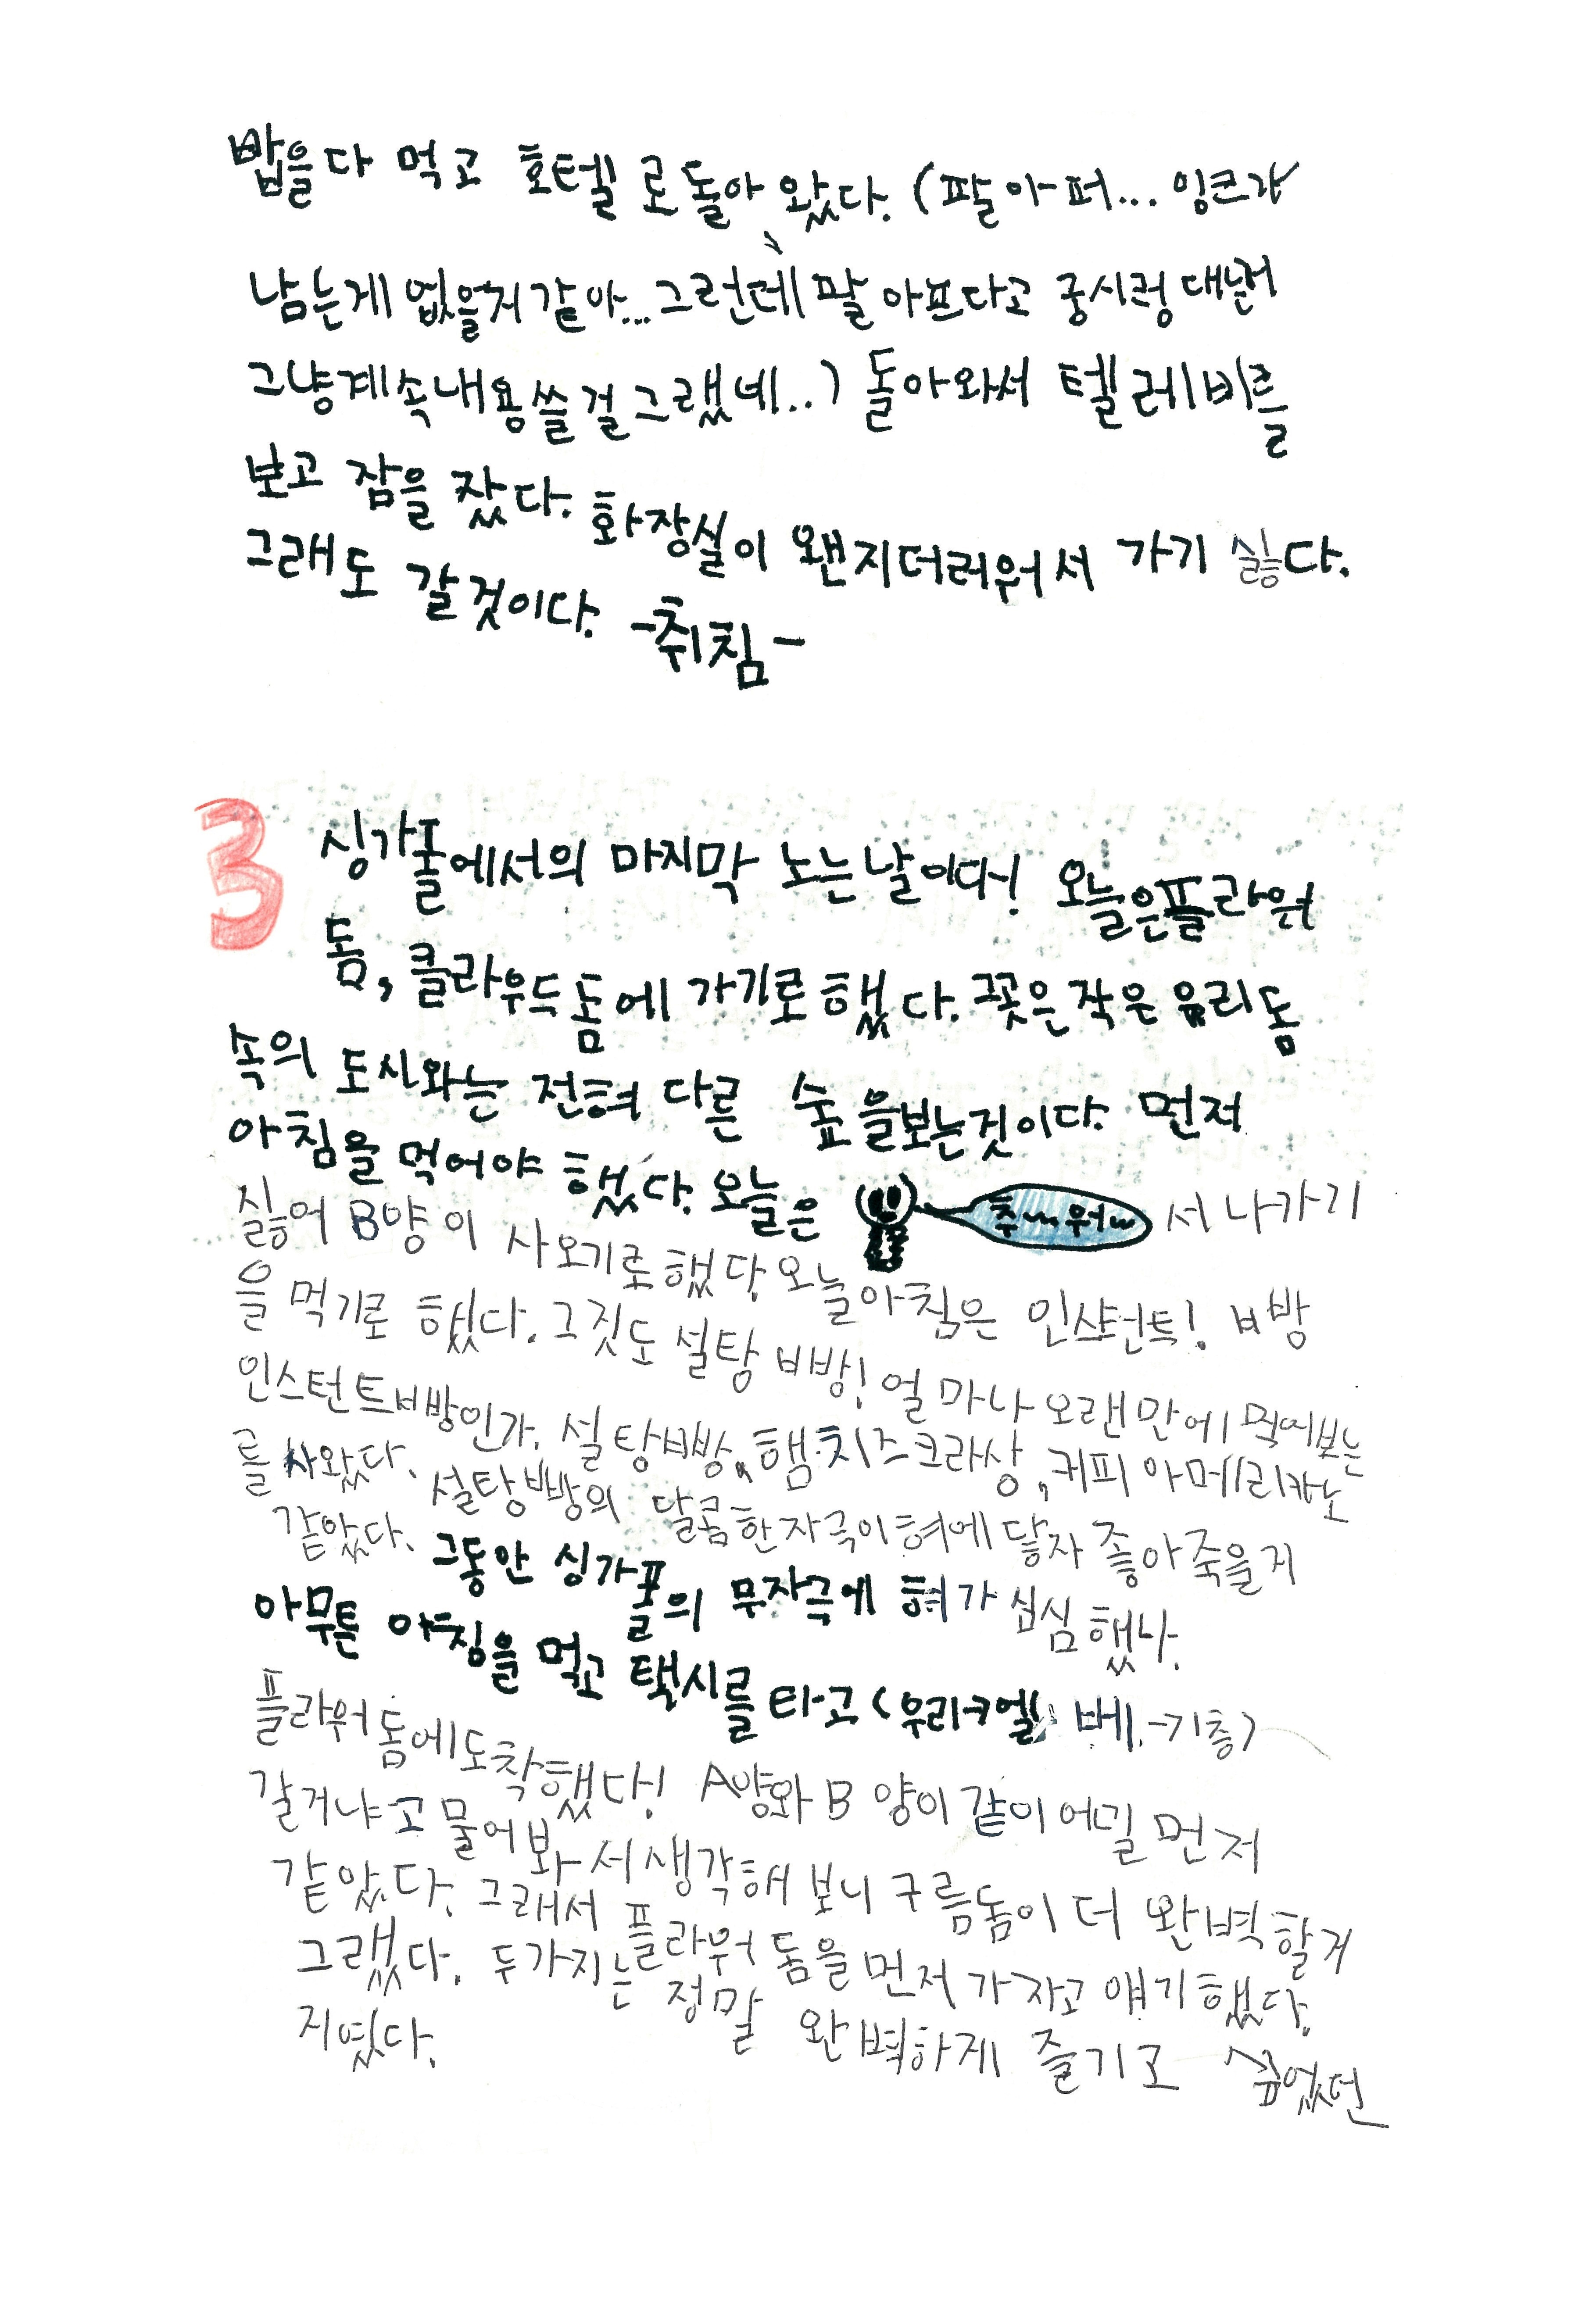 밥을다 먹고 호텔로돌아 왔다. (팔아퍼... 잉크가
남는게 없을거같아... 그런데 팔 아프다고 궁시렁 대는거
그냥계속내용쓸걸그랬네..) 돌아와서 텔레비를
보고 잠을 잤다. 화장실이 왠지더러워서 가기 싫다.
그래도 갈것이다. -취침-
3
싱가폴에서의 마지막 노는날이다! 오늘은플라워
돔, 클라우드돔에 가기로 했다. 곳은작은 유리돔
속의 도시와는 전혀 다른 숲을보는것이다. 먼저
아침을 먹어야 했다. 오늘은 추~워~ 서 나가기
싫어 B양이 사오기로했다. 오늘아침은 인스턴트! 빠방
을 먹기로 했다. 그것도 설탕빠방! 얼마나 오랜만에 먹어보는
인스턴트빠방인가. 설탕빠방, 햄치즈크라상, 커피 아메리카노
를 사왔다. 설탕빠방의 달콤한자극이혀에 닿자 좋아죽을거
같았다. 그동안 싱가폴의 무자극에 혀가 심심했나.
아무튼 아침을 먹고 택시를 타고(우리쿠엘베-기층)
플라워돔에도착했다! A양와 B양이같이어딜 먼저
갈거냐고 물어봐서생각해보니구름돔이 더 완벽할거
같았다. 그래서 플라워 돔을먼저가자고 얘기했다.
그랬다. 두가지는 정말 완벽하게 즐기고 싶었던
지였다.